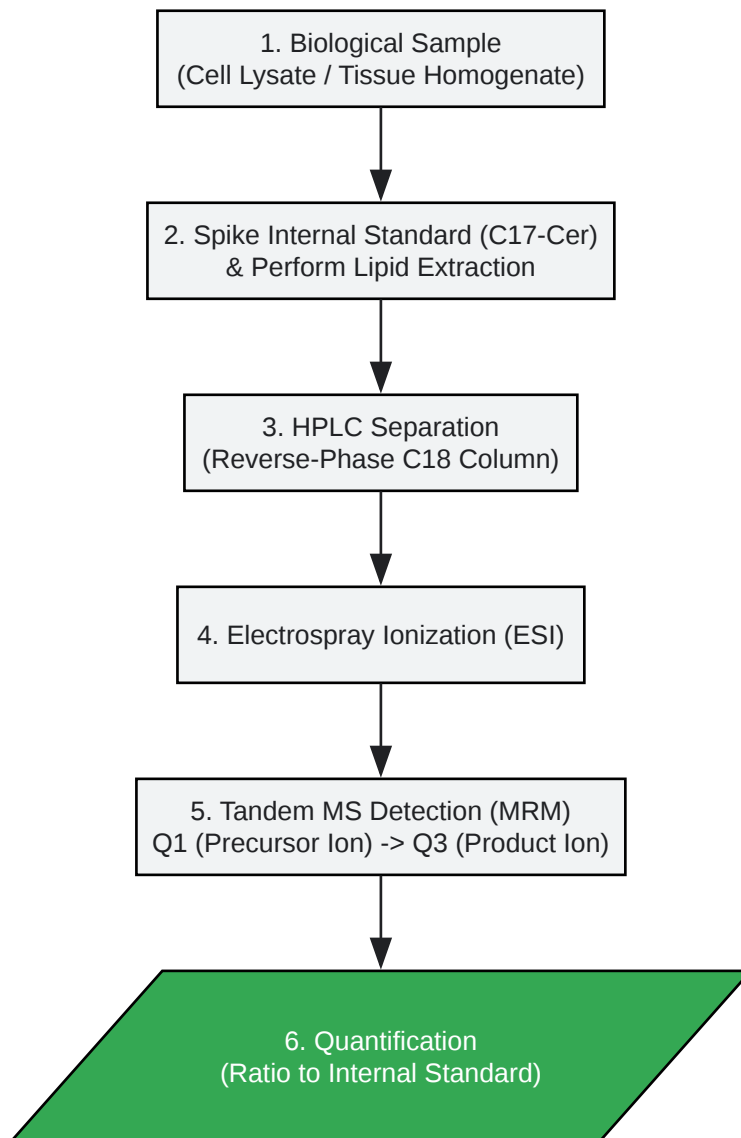 1. Biological Sample
(Cell Lysate / Tissue Homogenate)
2. Spike Internal Standard (C17-Cer)
& Perform Lipid Extraction
3. HPLC Separation
(Reverse-Phase C18 Column)
4. Electrospray Ionization (ESI)
5. Tandem MS Detection (MRM)
Q1 (Precursor Ion) -> Q3 (Product Ion)
6. Quantification
(Ratio to Internal Standard)